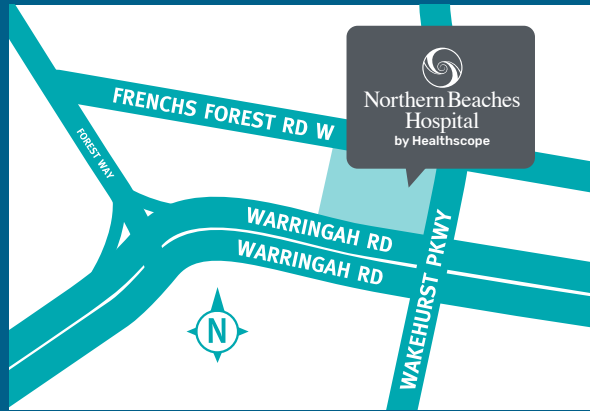 Northern Beaches
Hospital
by Healthscope
FRENCHS FOREST RD W
FOREST WAY
WARRINGAH RD
WARRINGAH RD
WAKEHURST PKWY
N